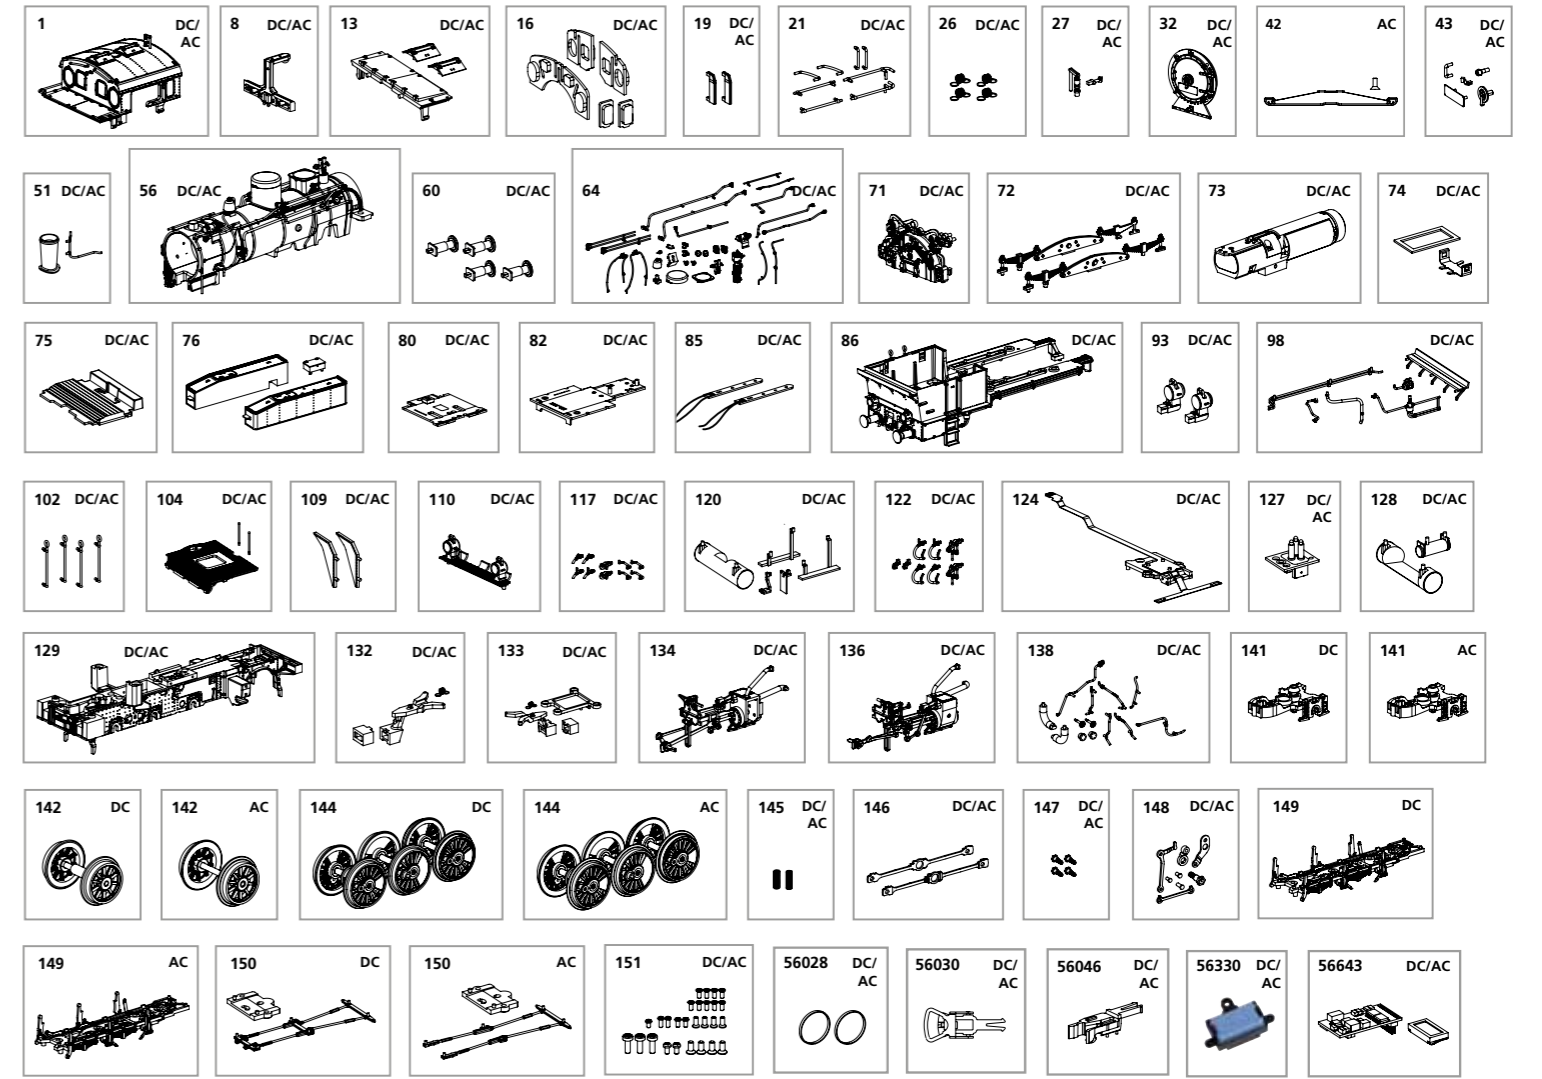 1 DC/
AC
8 DC/AC
13 DC/AC
16 DC/AC
19 DC/
AC
21 DC/AC
26 DC/AC
27 DC/
AC
32 DC/
AC
42 AC
43 DC/
AC
51 DC/AC
56 DC/AC
60 DC/AC
64 DC/AC
71 DC/AC
72 DC/AC
73 DC/AC
74 DC/AC
75 DC/AC
76 DC/AC
80 DC/AC
82 DC/AC
85 DC/AC
86 DC/AC
93 DC/AC
98 DC/AC
102 DC/AC
104 DC/AC
109 DC/AC
110 DC/AC
117 DC/AC
120 DC/AC
122 DC/AC
124 DC/AC
127 DC/
AC
128 DC/AC
129 DC/AC
132 DC/AC
133 DC/AC
134 DC/AC
136 DC/AC
138 DC/AC
141 DC
141 AC
142 DC
142 AC
144 DC
144 AC
145 DC/
AC
146 DC/AC
147 DC/
AC
148 DC/AC
149 DC
149 AC
150 DC
150 AC
151 DC/AC
56028 DC/
AC
56030 DC/
AC
56046 DC/
AC
56330 DC/
AC
56643 DC/AC